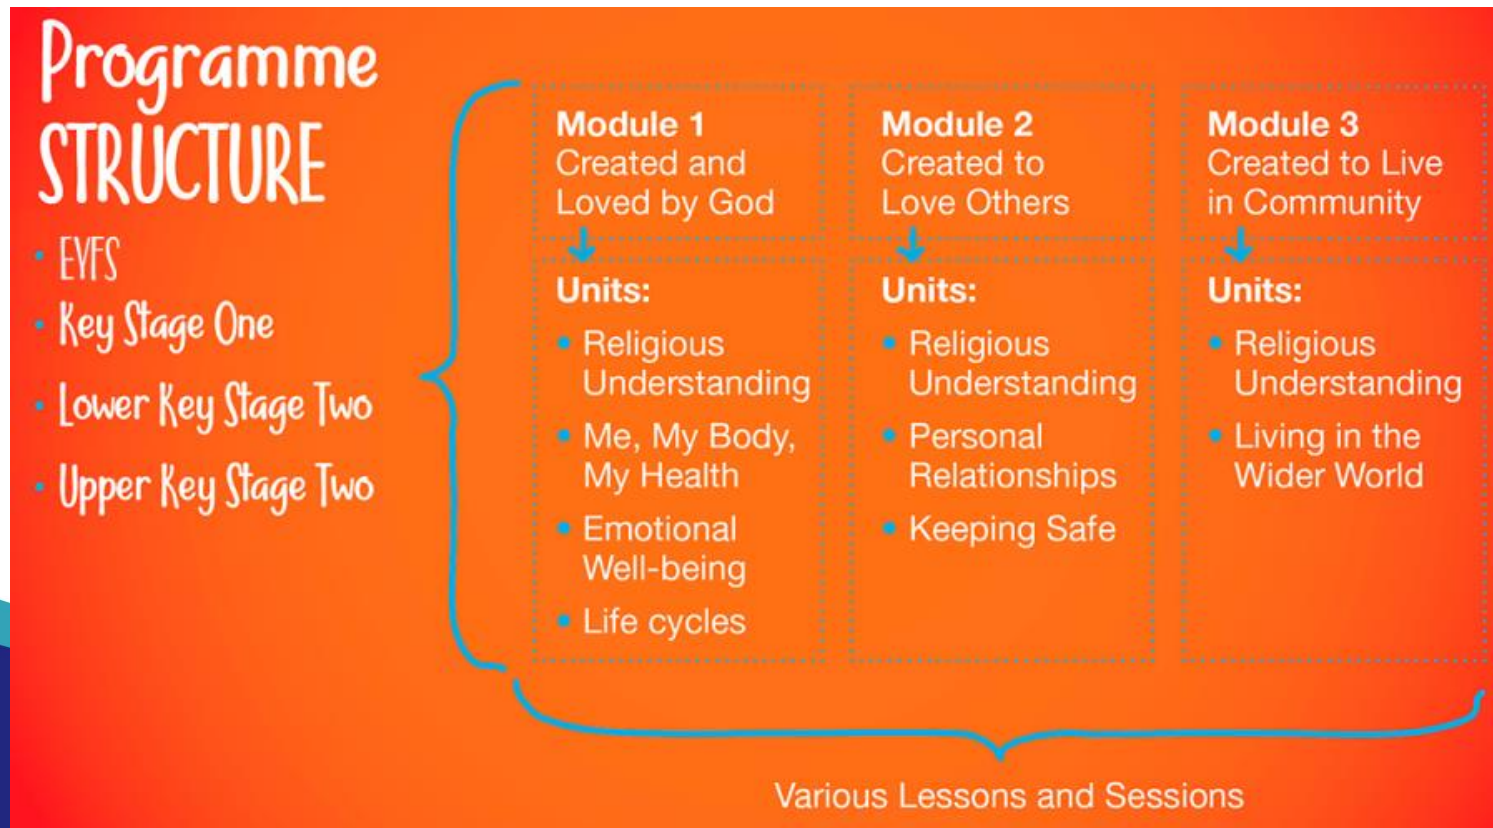 Programme
STRUCTURE
• EYFS
• Key Stage One
• Lower Key Stage Two
• Upper Key Stage Two
Module 1
Created and
Loved by God
Units:
• Religious
Understanding
• Me, My Body,
My Health
• Emotional
Well-being
• Life cycles
Module 2
Created to
Love Others
Units:
• Religious
Understanding
• Personal
Relationships
• Keeping Safe
Module 3
Created to Live
in Community
Units:
• Religious
Understanding
• Living in the
Wider World
Various Lessons and Sessions